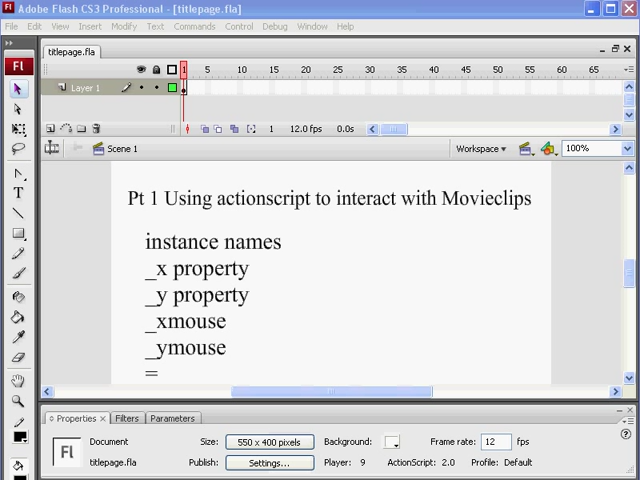 Adobe Flash CS3 Professional - [titlepage.fla]
File Edit View Insert Modify Text Commands Control Debug Window Help
titlepage.fla
1 5 10 15 20 25 30 35 40 45 50 55 60 65
Layer 1
1 12.0 fps 0.0s
Scene 1 Workspace 100%
Pt 1 Using actionscript to interact with Movieclips
instance names
_x property
_y property
_xmouse
_ymouse
=
Properties Filters Parameters
Fl Document Size: 550 x 400 pixels Background: Frame rate: 12 fps
titlepage.fla Publish: Settings... Player: 9 ActionScript: 2.0 Profile: Default